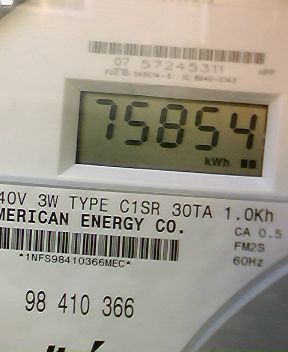 07 57245311
75854
kWh
40V 3W TYPE C1SR 30TA 1.0Kh
MERICAN ENERGY CO.
CA 0.5
FM2S
*1NFS98410366MEC*
60Hz
98 410 366